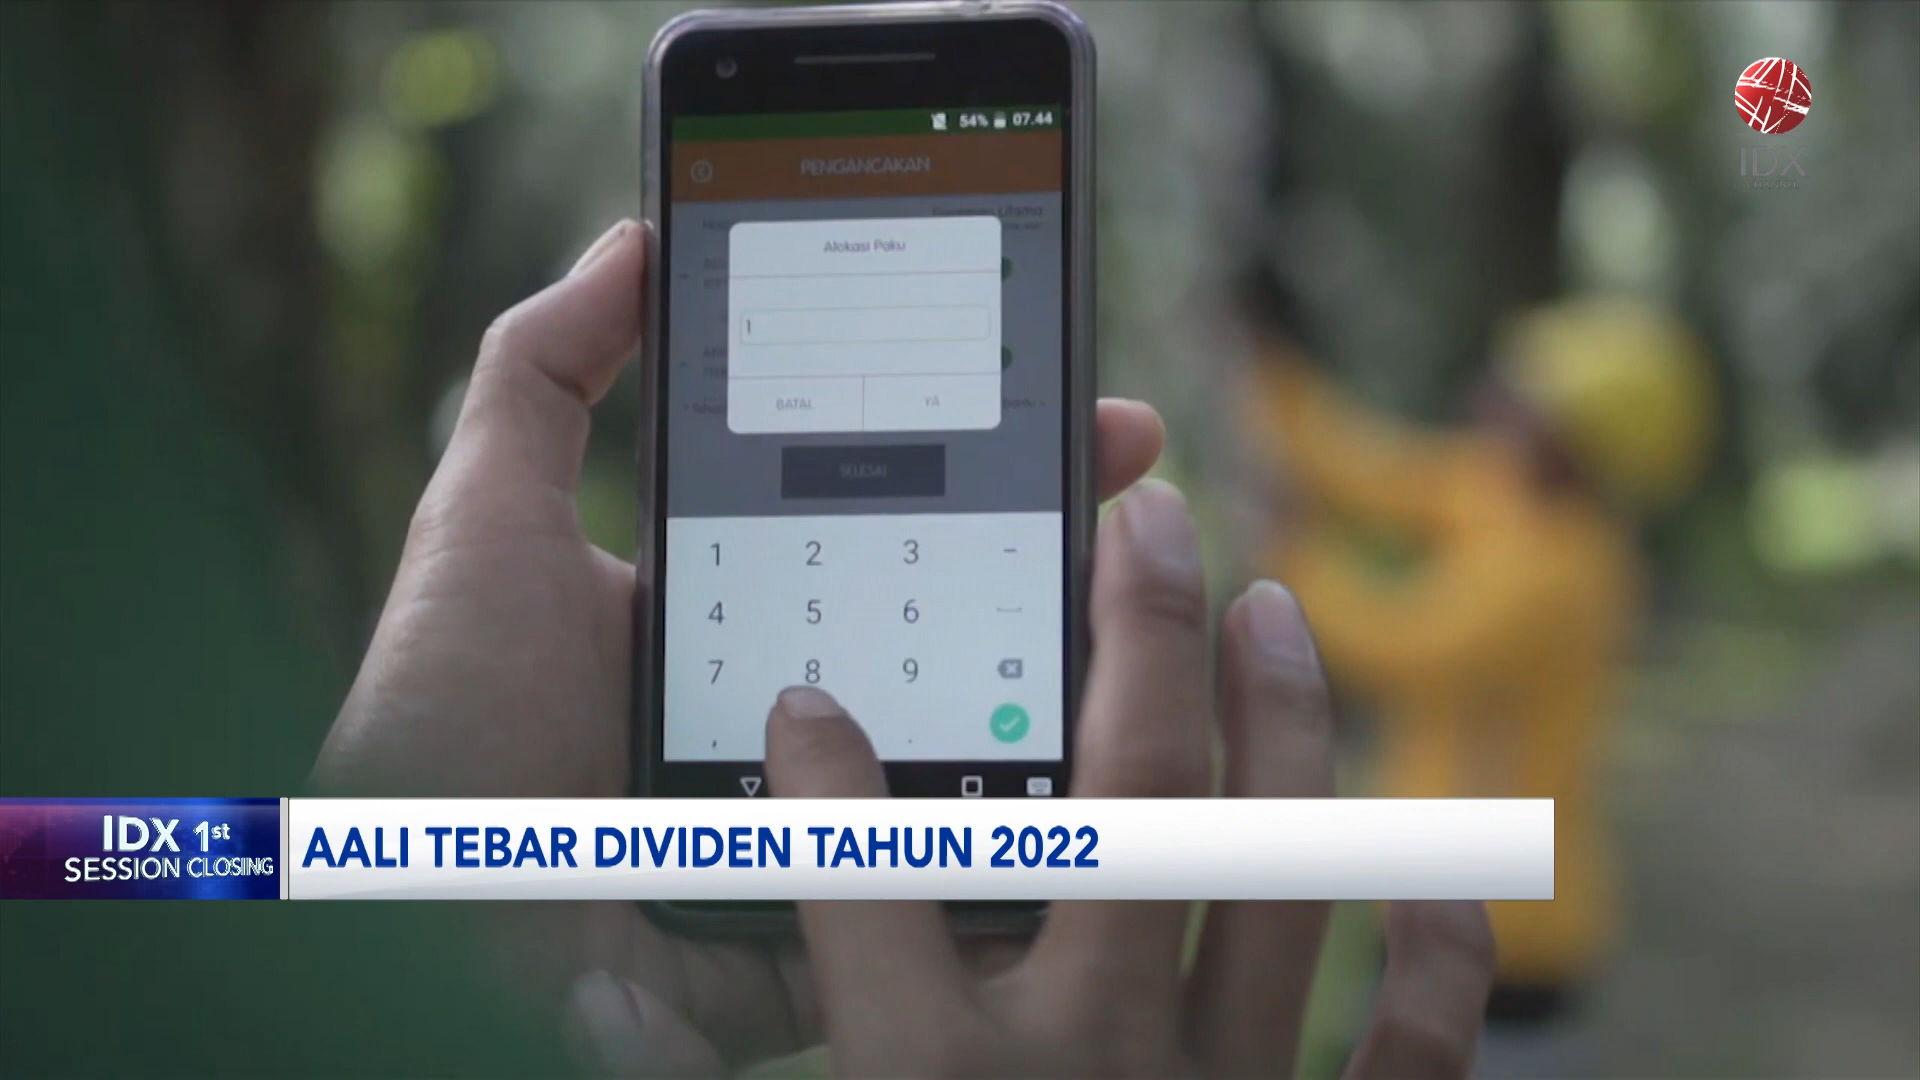 IDX
54% 07.44
PENGANCAKAN
Alokasi Paku
1
BATAL YA
SELESAI
1 2 3 -
4 5 6
7 8 9
, .
IDX 1st
SESSION CLOSING
AALI TEBAR DIVIDEN TAHUN 2022